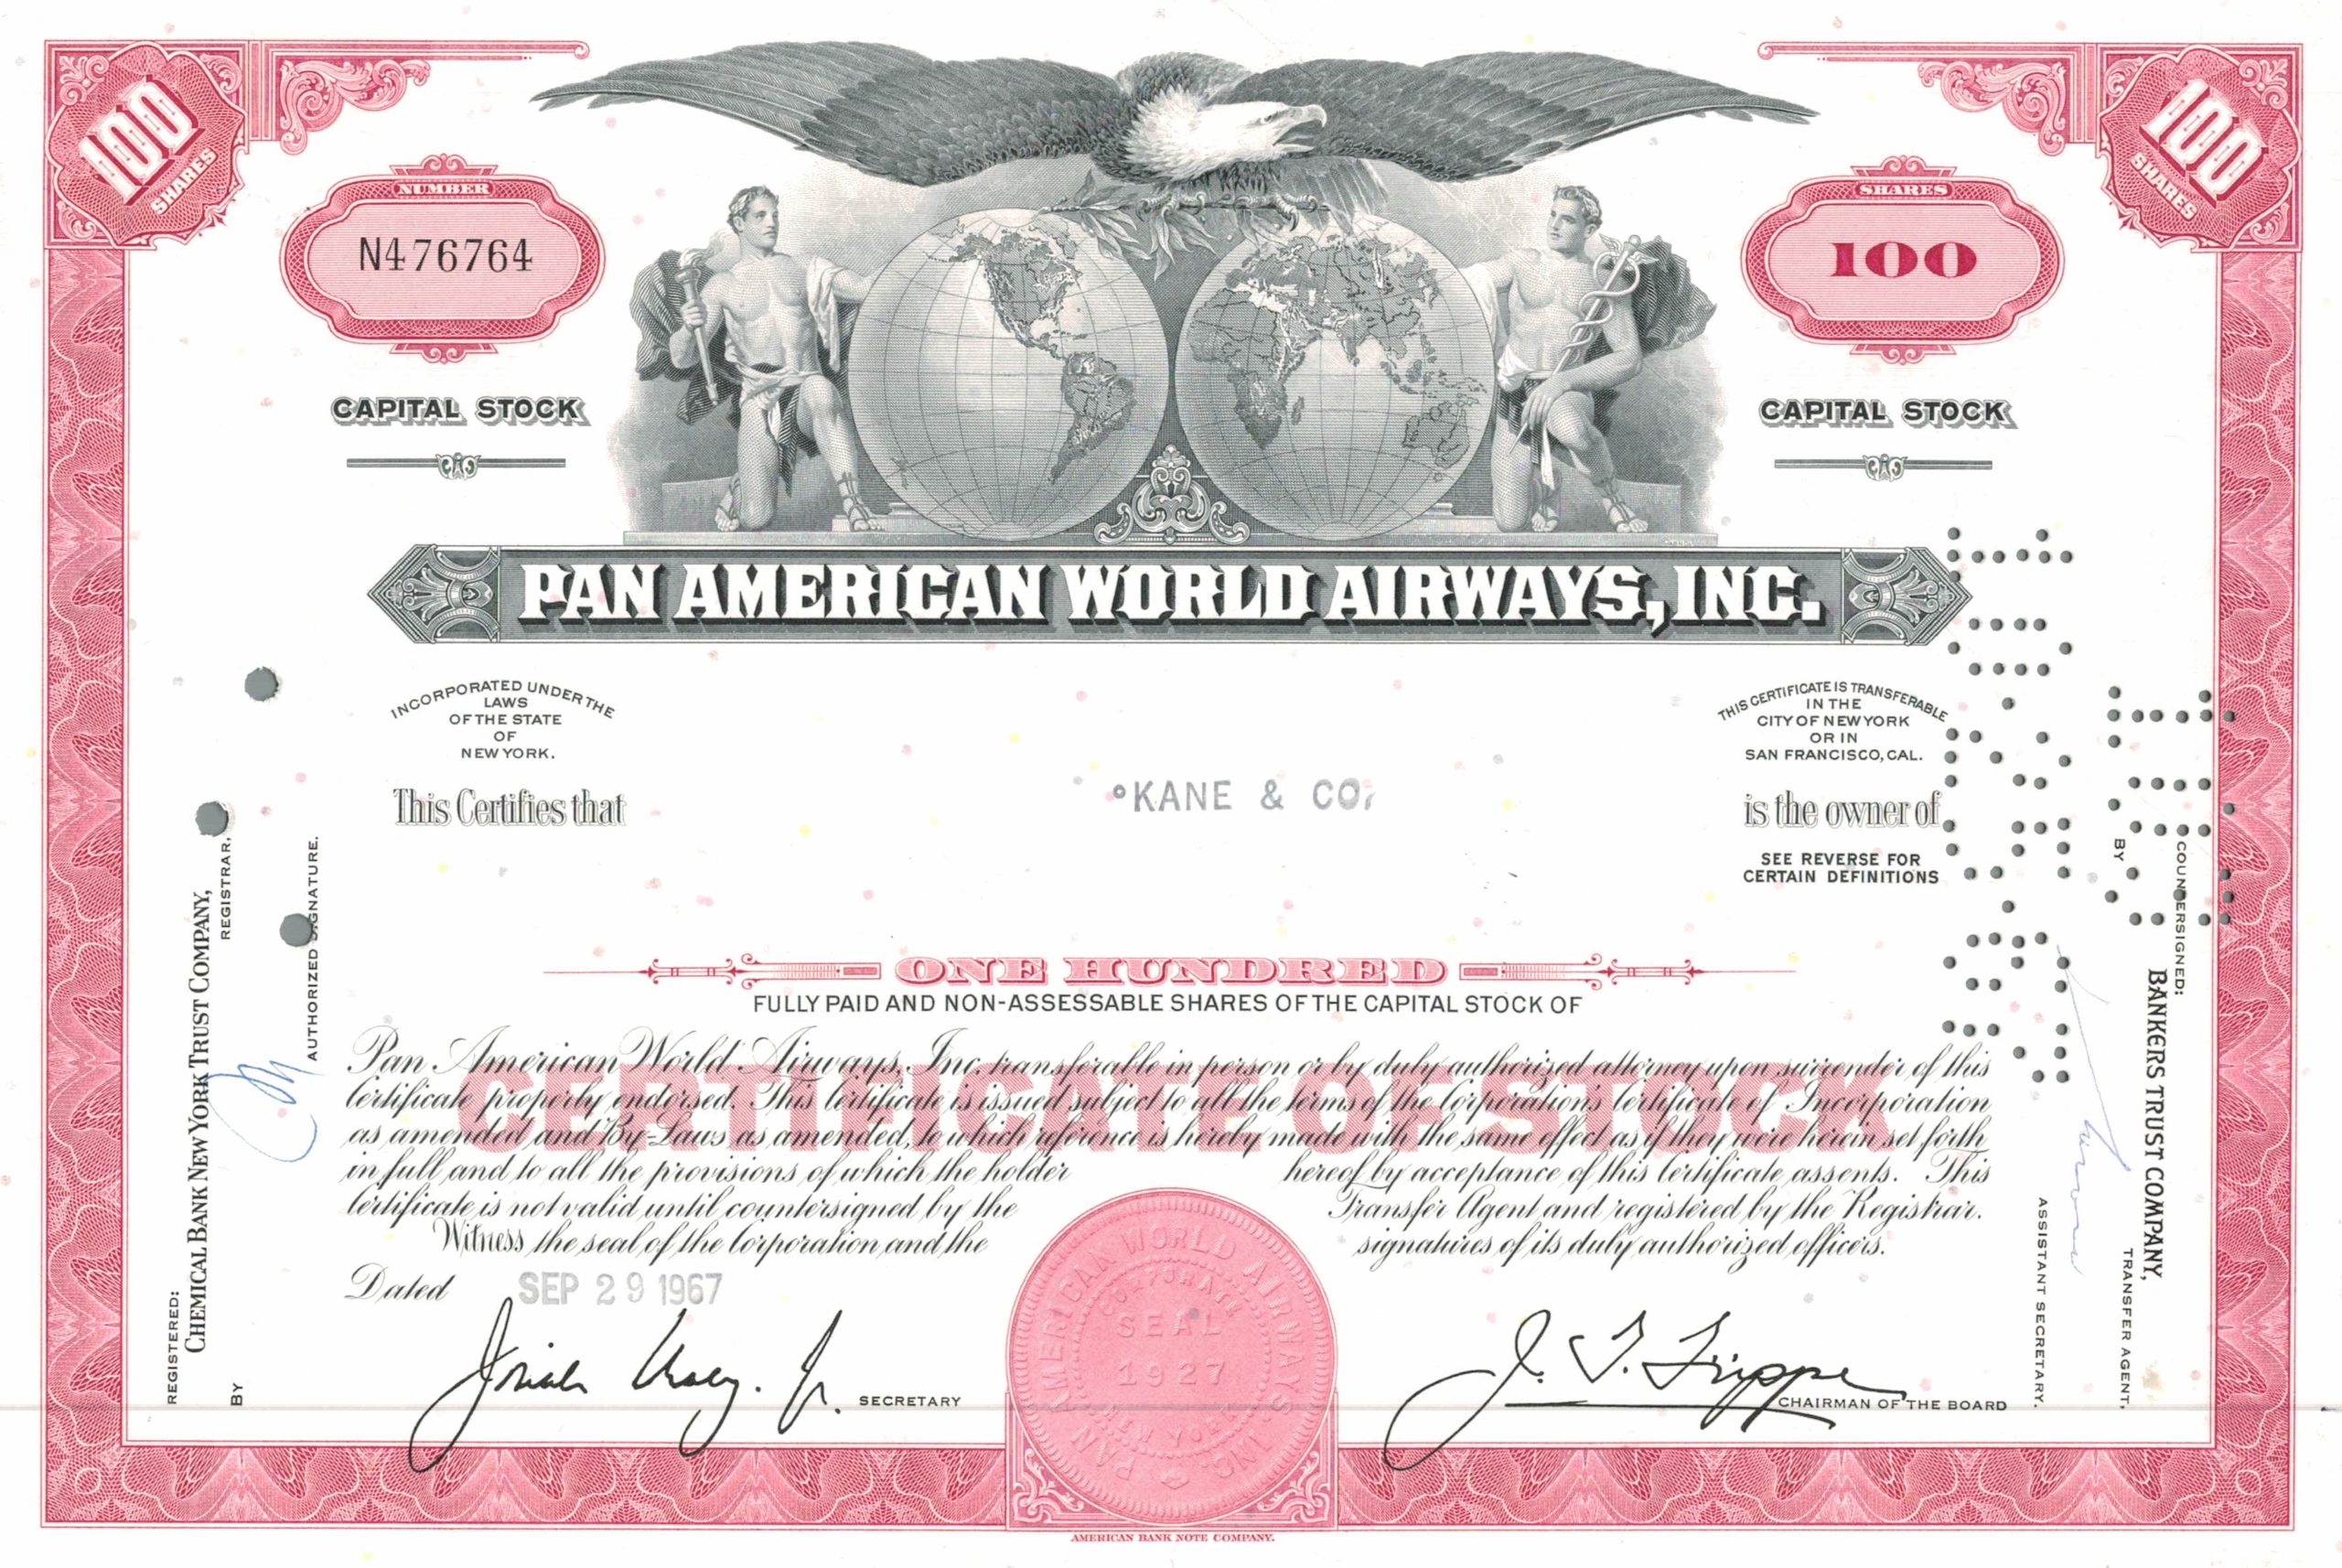 100 SHARES
100 SHARES
NUMBER
N476764
SHARES
100
CAPITAL STOCK
CAPITAL STOCK
PAN AMERICAN WORLD AIRWAYS, INC.
INCORPORATED UNDER THE
LAWS
OF THE STATE
OF
NEW YORK.
THIS CERTIFICATE IS TRANSFERABLE
IN THE
CITY OF NEW YORK
OR IN
SAN FRANCISCO, CAL.
This Certifies that
KANE & CO.
is the owner of
SEE REVERSE FOR
CERTAIN DEFINITIONS
ONE HUNDRED
FULLY PAID AND NON-ASSESSABLE SHARES OF THE CAPITAL STOCK OF
CERTIFICATE OF STOCK
Pan American World Airways, Inc. transferable in person or by duly authorized attorney upon surrender of this
Certificate properly endorsed. This Certificate is issued subject to all the terms of the Corporation's Certificate of Incorporation
as amended and By-Laws as amended, to which reference is hereby made with the same effect as if they were herein set forth
in full and to all the provisions of which the holder hereof by acceptance of this Certificate assents. This
Certificate is not valid until countersigned by the Transfer Agent and registered by the Registrar.
Witness the seal of the Corporation and the signatures of its duly authorized officers.
Dated SEP 29 1967
SECRETARY
J. T. Trippe
CHAIRMAN OF THE BOARD
PAN AMERICAN WORLD AIRWAYS INC.
CORPORATE
SEAL
1927
NEW YORK
AMERICAN BANK NOTE COMPANY.
REGISTERED:
CHEMICAL BANK NEW YORK TRUST COMPANY,
REGISTRAR,
BY
AUTHORIZED SIGNATURE.
COUNTERSIGNED:
BANKERS TRUST COMPANY,
TRANSFER AGENT,
BY
ASSISTANT SECRETARY.